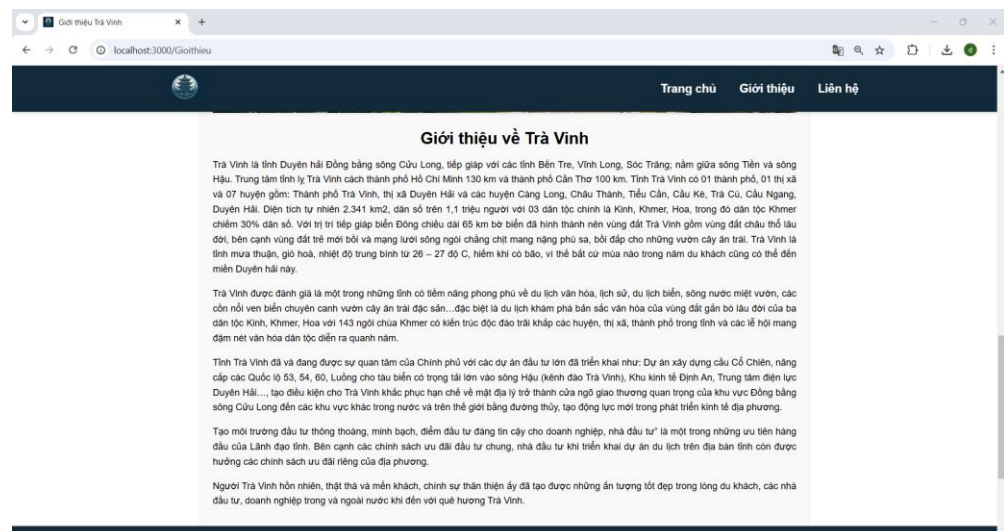 Giới thiệu Trà Vinh
localhost:3000/Gioithieu
d
Trang chủ Giới thiệu Liên hệ
Giới thiệu về Trà Vinh
Trà Vinh là tỉnh Duyên hải Đồng bằng sông Cửu Long, tiếp giáp với các tỉnh Bến Tre, Vĩnh Long, Sóc Trăng; nằm giữa sông Tiền và sông
Hậu. Trung tâm tỉnh lỵ Trà Vinh cách thành phố Hồ Chí Minh 130 km và thành phố Cần Thơ 100 km. Tỉnh Trà Vinh có 01 thành phố, 01 thị xã
và 07 huyện gồm: Thành phố Trà Vinh, thị xã Duyên Hải và các huyện Càng Long, Châu Thành, Tiểu Cần, Cầu Kè, Trà Cú, Cầu Ngang,
Duyên Hải. Diện tích tự nhiên 2.341 km2, dân số trên 1,1 triệu người với 03 dân tộc chính là Kinh, Khmer, Hoa, trong đó dân tộc Khmer
chiếm 30% dân số. Với trị trí tiếp giáp biển Đông chiều dài 65 km bờ biển đã hình thành nên vùng đất Trà Vinh gồm vùng đất châu thổ lâu
đời, bên cạnh vùng đất trẻ mới bồi và mạng lưới sông ngòi chằng chịt mang nặng phù sa, bồi đắp cho những vườn cây ăn trái. Trà Vinh là
tỉnh mưa thuận, gió hoà, nhiệt độ trung bình từ 26 – 27 độ C, hiếm khi có bão, vì thế bất cứ mùa nào trong năm du khách cũng có thể đến
miền Duyên hải này.
Trà Vinh được đánh giá là một trong những tỉnh có tiềm năng phong phú về du lịch văn hóa, lịch sử, du lịch biển, sông nước miệt vườn, các
cồn nổi ven biển chuyên canh vườn cây ăn trái đặc sản…đặc biệt là du lịch khám phá bản sắc văn hóa của vùng đất gắn bó lâu đời của ba
dân tộc Kinh, Khmer, Hoa với 143 ngôi chùa Khmer có kiến trúc độc đáo trãi khắp các huyện, thị xã, thành phố trong tỉnh và các lễ hội mang
đậm nét văn hóa dân tộc diễn ra quanh năm.
Tỉnh Trà Vinh đã và đang được sự quan tâm của Chính phủ với các dự án đầu tư lớn đã triển khai như: Dự án xây dựng cầu Cổ Chiên, nâng
cấp các Quốc lộ 53, 54, 60, Luồng cho tàu biển có trọng tải lớn vào sông Hậu (kênh đào Trà Vinh), Khu kinh tế Định An, Trung tâm điện lực
Duyên Hải…, tạo điều kiện cho Trà Vinh khắc phục hạn chế về mặt địa lý trở thành cửa ngõ giao thương quan trọng của khu vực Đồng bằng
sông Cửu Long đến các khu vực khác trong nước và trên thế giới bằng đường thủy, tạo động lực mới trong phát triển kinh tế địa phương.
Tạo môi trường đầu tư thông thoáng, minh bạch, điểm đầu tư đáng tin cậy cho doanh nghiệp, nhà đầu tư" là một trong những ưu tiên hàng
đầu của Lãnh đạo tỉnh. Bên cạnh các chính sách ưu đãi đầu tư chung, nhà đầu tư khi triển khai dự án du lịch trên địa bàn tỉnh còn được
hưởng các chính sách ưu đãi riêng của địa phương.
Người Trà Vinh hồn nhiên, thật thà và mến khách, chính sự thân thiện ấy đã tạo được những ấn tượng tốt đẹp trong lòng du khách, các nhà
đầu tư, doanh nghiệp trong và ngoài nước khi đến với quê hương Trà Vinh.